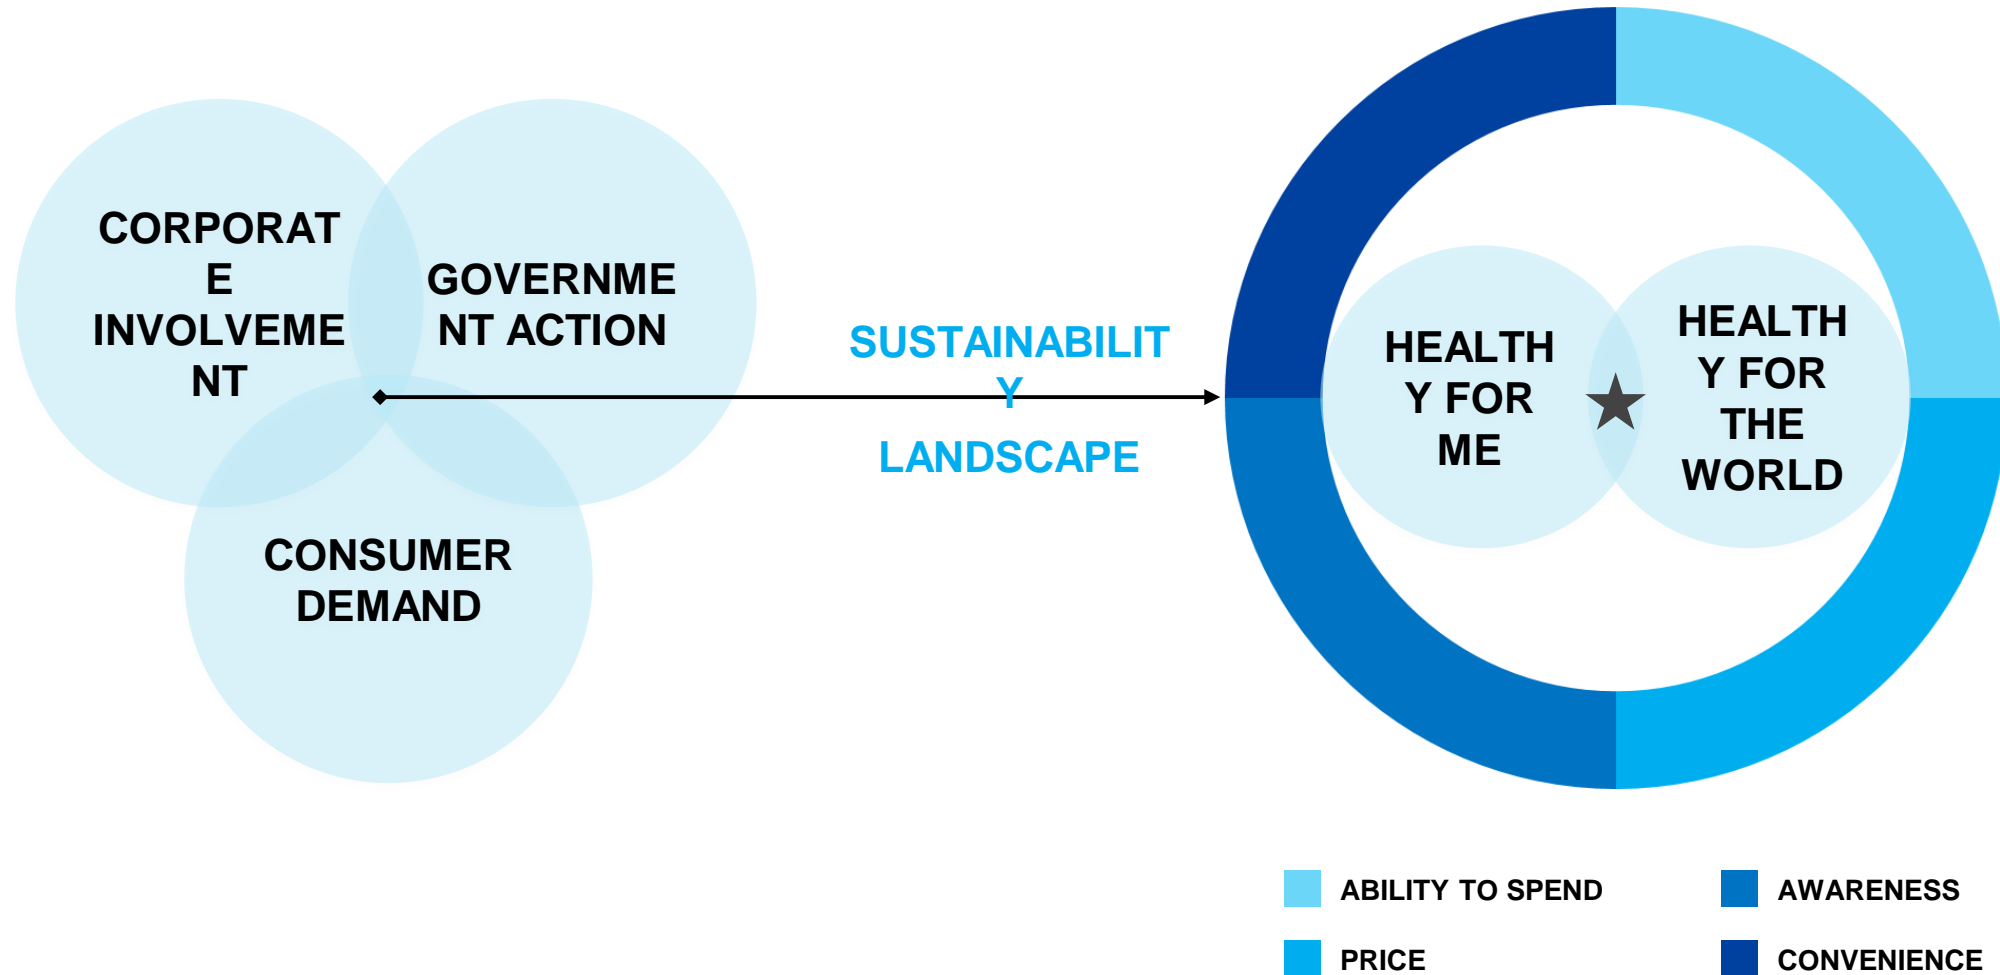 CORPORAT
E
INVOLVEME
NT
GOVERNME
NT ACTION
CONSUMER
DEMAND
SUSTAINABILIT
Y
LANDSCAPE
HEALTH
Y FOR
ME
HEALTH
Y FOR
THE
WORLD
ABILITY TO SPEND
AWARENESS
PRICE
CONVENIENCE